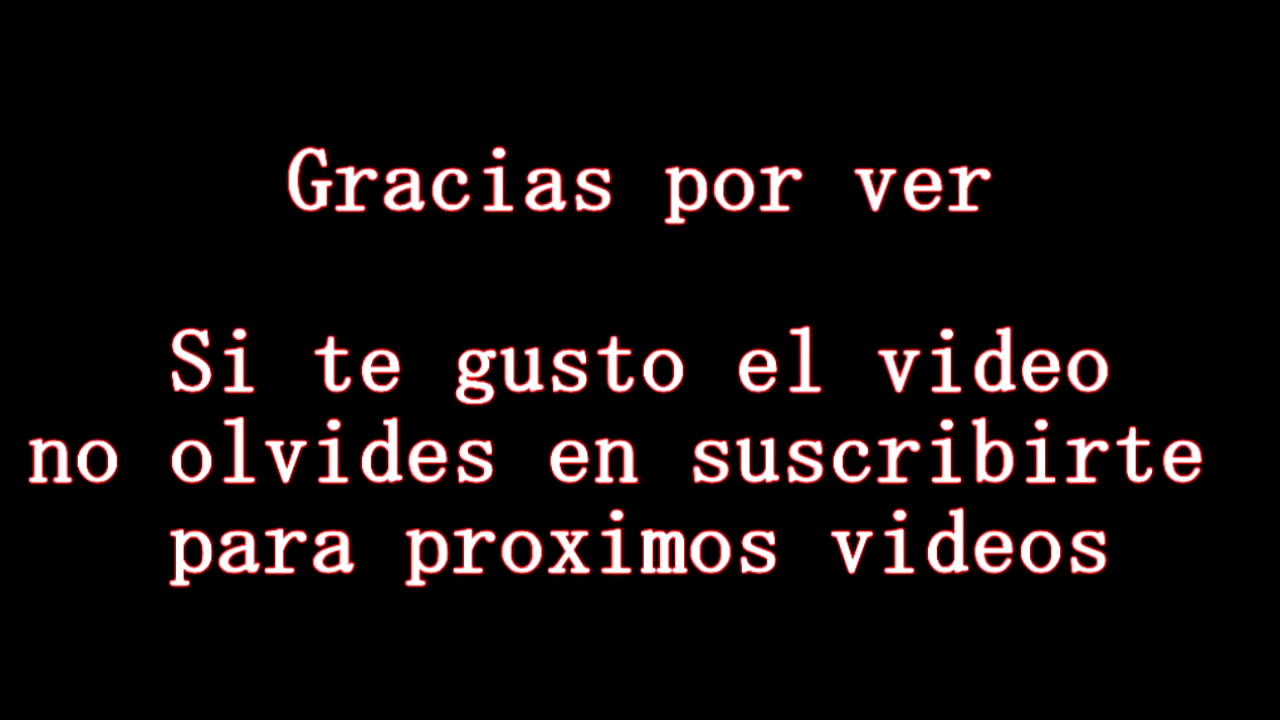 Gracias por ver
Si te gusto el video
no olvides en suscribirte
para proximos videos